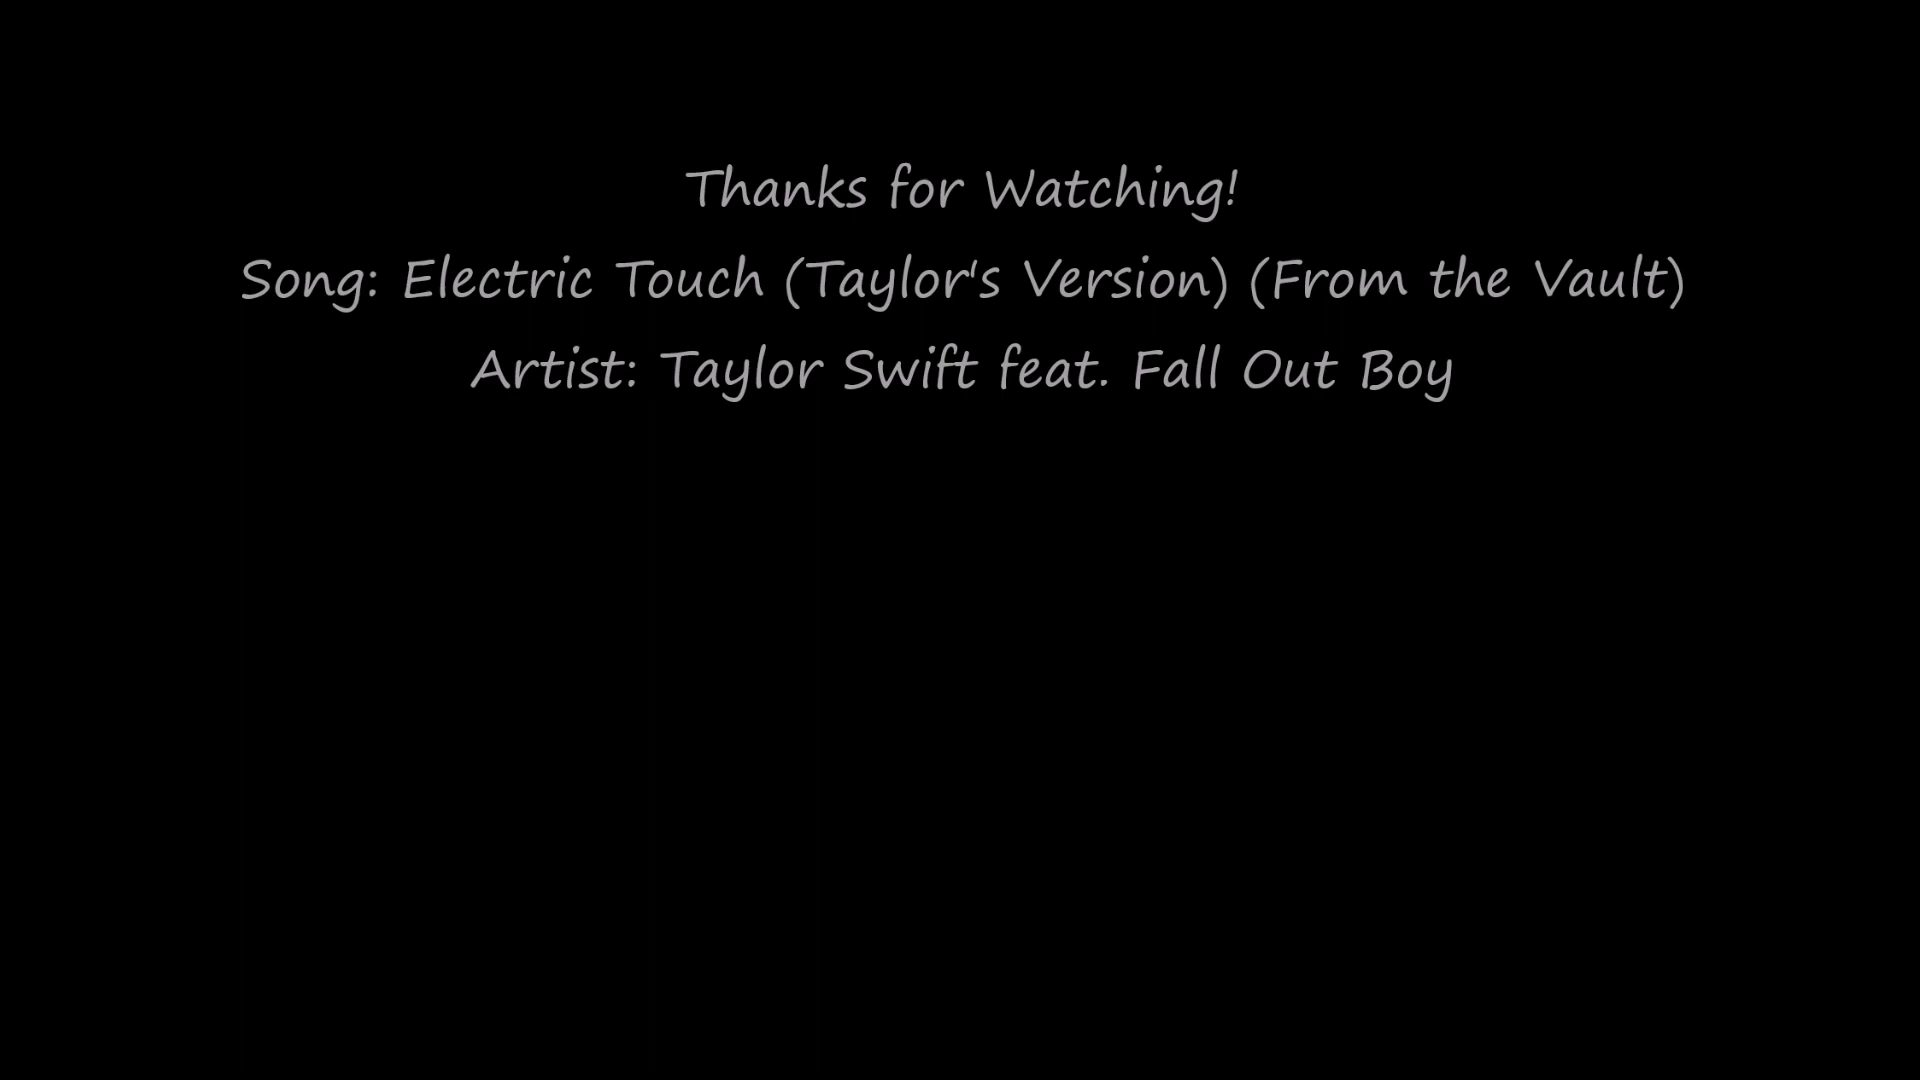 Thanks for Watching!
Song: Electric Touch (Taylor's Version) (From the Vault)
Artist: Taylor Swift feat. Fall Out Boy